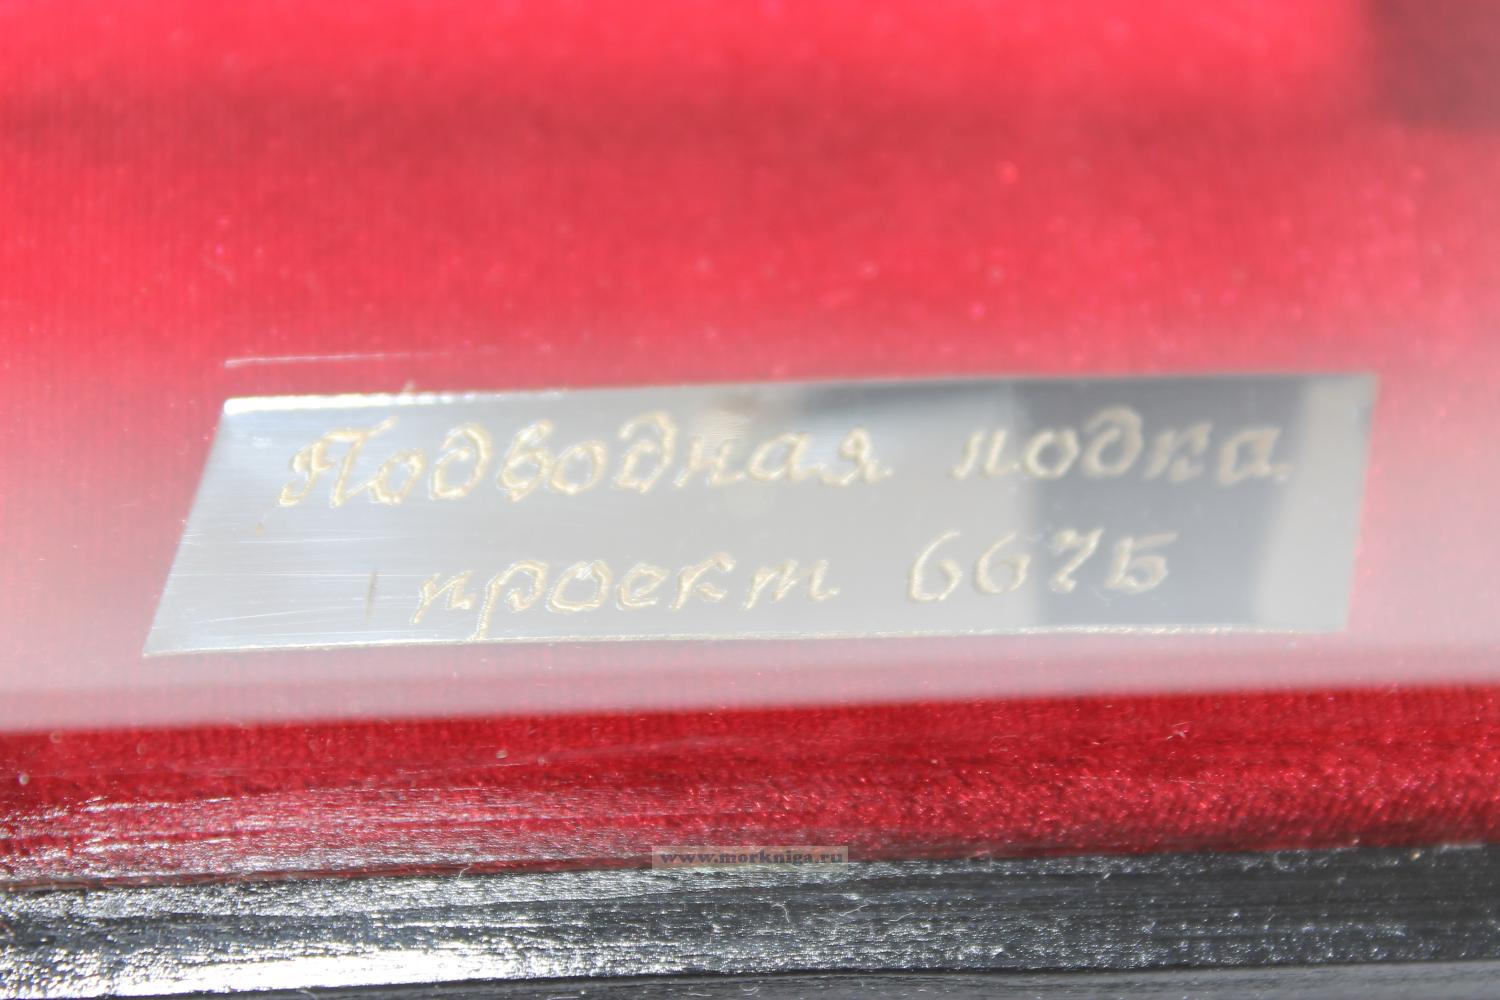 Подводная лодка
проект 667Б
www.morkniga.ru